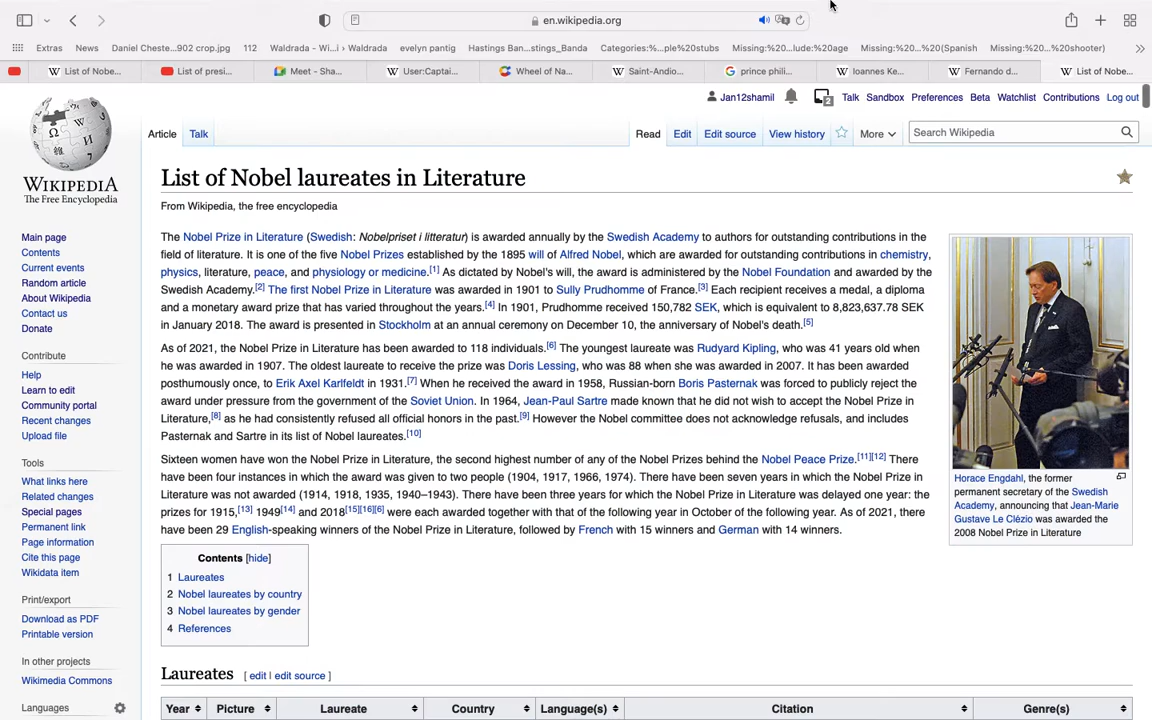 en.wikipedia.org
Extras News Daniel Cheste...902 crop.jpg 112 Waldrada - Wi...i › Waldrada evelyn pantig Hastings Ban...stings_Banda Categories:%...ple%20stubs Missing:%20...%20lude:%20age Missing:%20...%20(Spanish Missing:%20...%20shooter)
List of Nobe... List of presi... Meet - Sha... User:Captai... Wheel of Na... Saint-Andio... prince phili... Ioannes Ke... Fernando d... List of Nobe...
Jan12shamil 2 Talk Sandbox Preferences Beta Watchlist Contributions Log out
Article Talk Read Edit Edit source View history More Search Wikipedia
WIKIPEDIA
The Free Encyclopedia
Main page
Contents
Current events
Random article
About Wikipedia
Contact us
Donate
Contribute
Help
Learn to edit
Community portal
Recent changes
Upload file
Tools
What links here
Related changes
Special pages
Permanent link
Page information
Cite this page
Wikidata item
Print/export
Download as PDF
Printable version
In other projects
Wikimedia Commons
Languages
List of Nobel laureates in Literature
From Wikipedia, the free encyclopedia
The Nobel Prize in Literature (Swedish: Nobelpriset i litteratur) is awarded annually by the Swedish Academy to authors for outstanding contributions in the
field of literature. It is one of the five Nobel Prizes established by the 1895 will of Alfred Nobel, which are awarded for outstanding contributions in chemistry,
physics, literature, peace, and physiology or medicine.[1] As dictated by Nobel's will, the award is administered by the Nobel Foundation and awarded by the
Swedish Academy.[2] The first Nobel Prize in Literature was awarded in 1901 to Sully Prudhomme of France.[3] Each recipient receives a medal, a diploma
and a monetary award prize that has varied throughout the years.[4] In 1901, Prudhomme received 150,782 SEK, which is equivalent to 8,823,637.78 SEK
in January 2018. The award is presented in Stockholm at an annual ceremony on December 10, the anniversary of Nobel's death.[5]
As of 2021, the Nobel Prize in Literature has been awarded to 118 individuals.[6] The youngest laureate was Rudyard Kipling, who was 41 years old when
he was awarded in 1907. The oldest laureate to receive the prize was Doris Lessing, who was 88 when she was awarded in 2007. It has been awarded
posthumously once, to Erik Axel Karlfeldt in 1931.[7] When he received the award in 1958, Russian-born Boris Pasternak was forced to publicly reject the
award under pressure from the government of the Soviet Union. In 1964, Jean-Paul Sartre made known that he did not wish to accept the Nobel Prize in
Literature,[8] as he had consistently refused all official honors in the past.[9] However the Nobel committee does not acknowledge refusals, and includes
Pasternak and Sartre in its list of Nobel laureates.[10]
Sixteen women have won the Nobel Prize in Literature, the second highest number of any of the Nobel Prizes behind the Nobel Peace Prize.[11][12] There
have been four instances in which the award was given to two people (1904, 1917, 1966, 1974). There have been seven years in which the Nobel Prize in
Literature was not awarded (1914, 1918, 1935, 1940–1943). There have been three years for which the Nobel Prize in Literature was delayed one year: the
prizes for 1915,[13] 1949[14] and 2018[15][16][6] were each awarded together with that of the following year in October of the following year. As of 2021, there
have been 29 English-speaking winners of the Nobel Prize in Literature, followed by French with 15 winners and German with 14 winners.
Horace Engdahl, the former
permanent secretary of the Swedish
Academy, announcing that Jean-Marie
Gustave Le Clézio was awarded the
2008 Nobel Prize in Literature
Contents [hide]
1 Laureates
2 Nobel laureates by country
3 Nobel laureates by gender
4 References
Laureates [ edit | edit source ]
Year Picture Laureate Country Language(s) Citation Genre(s)